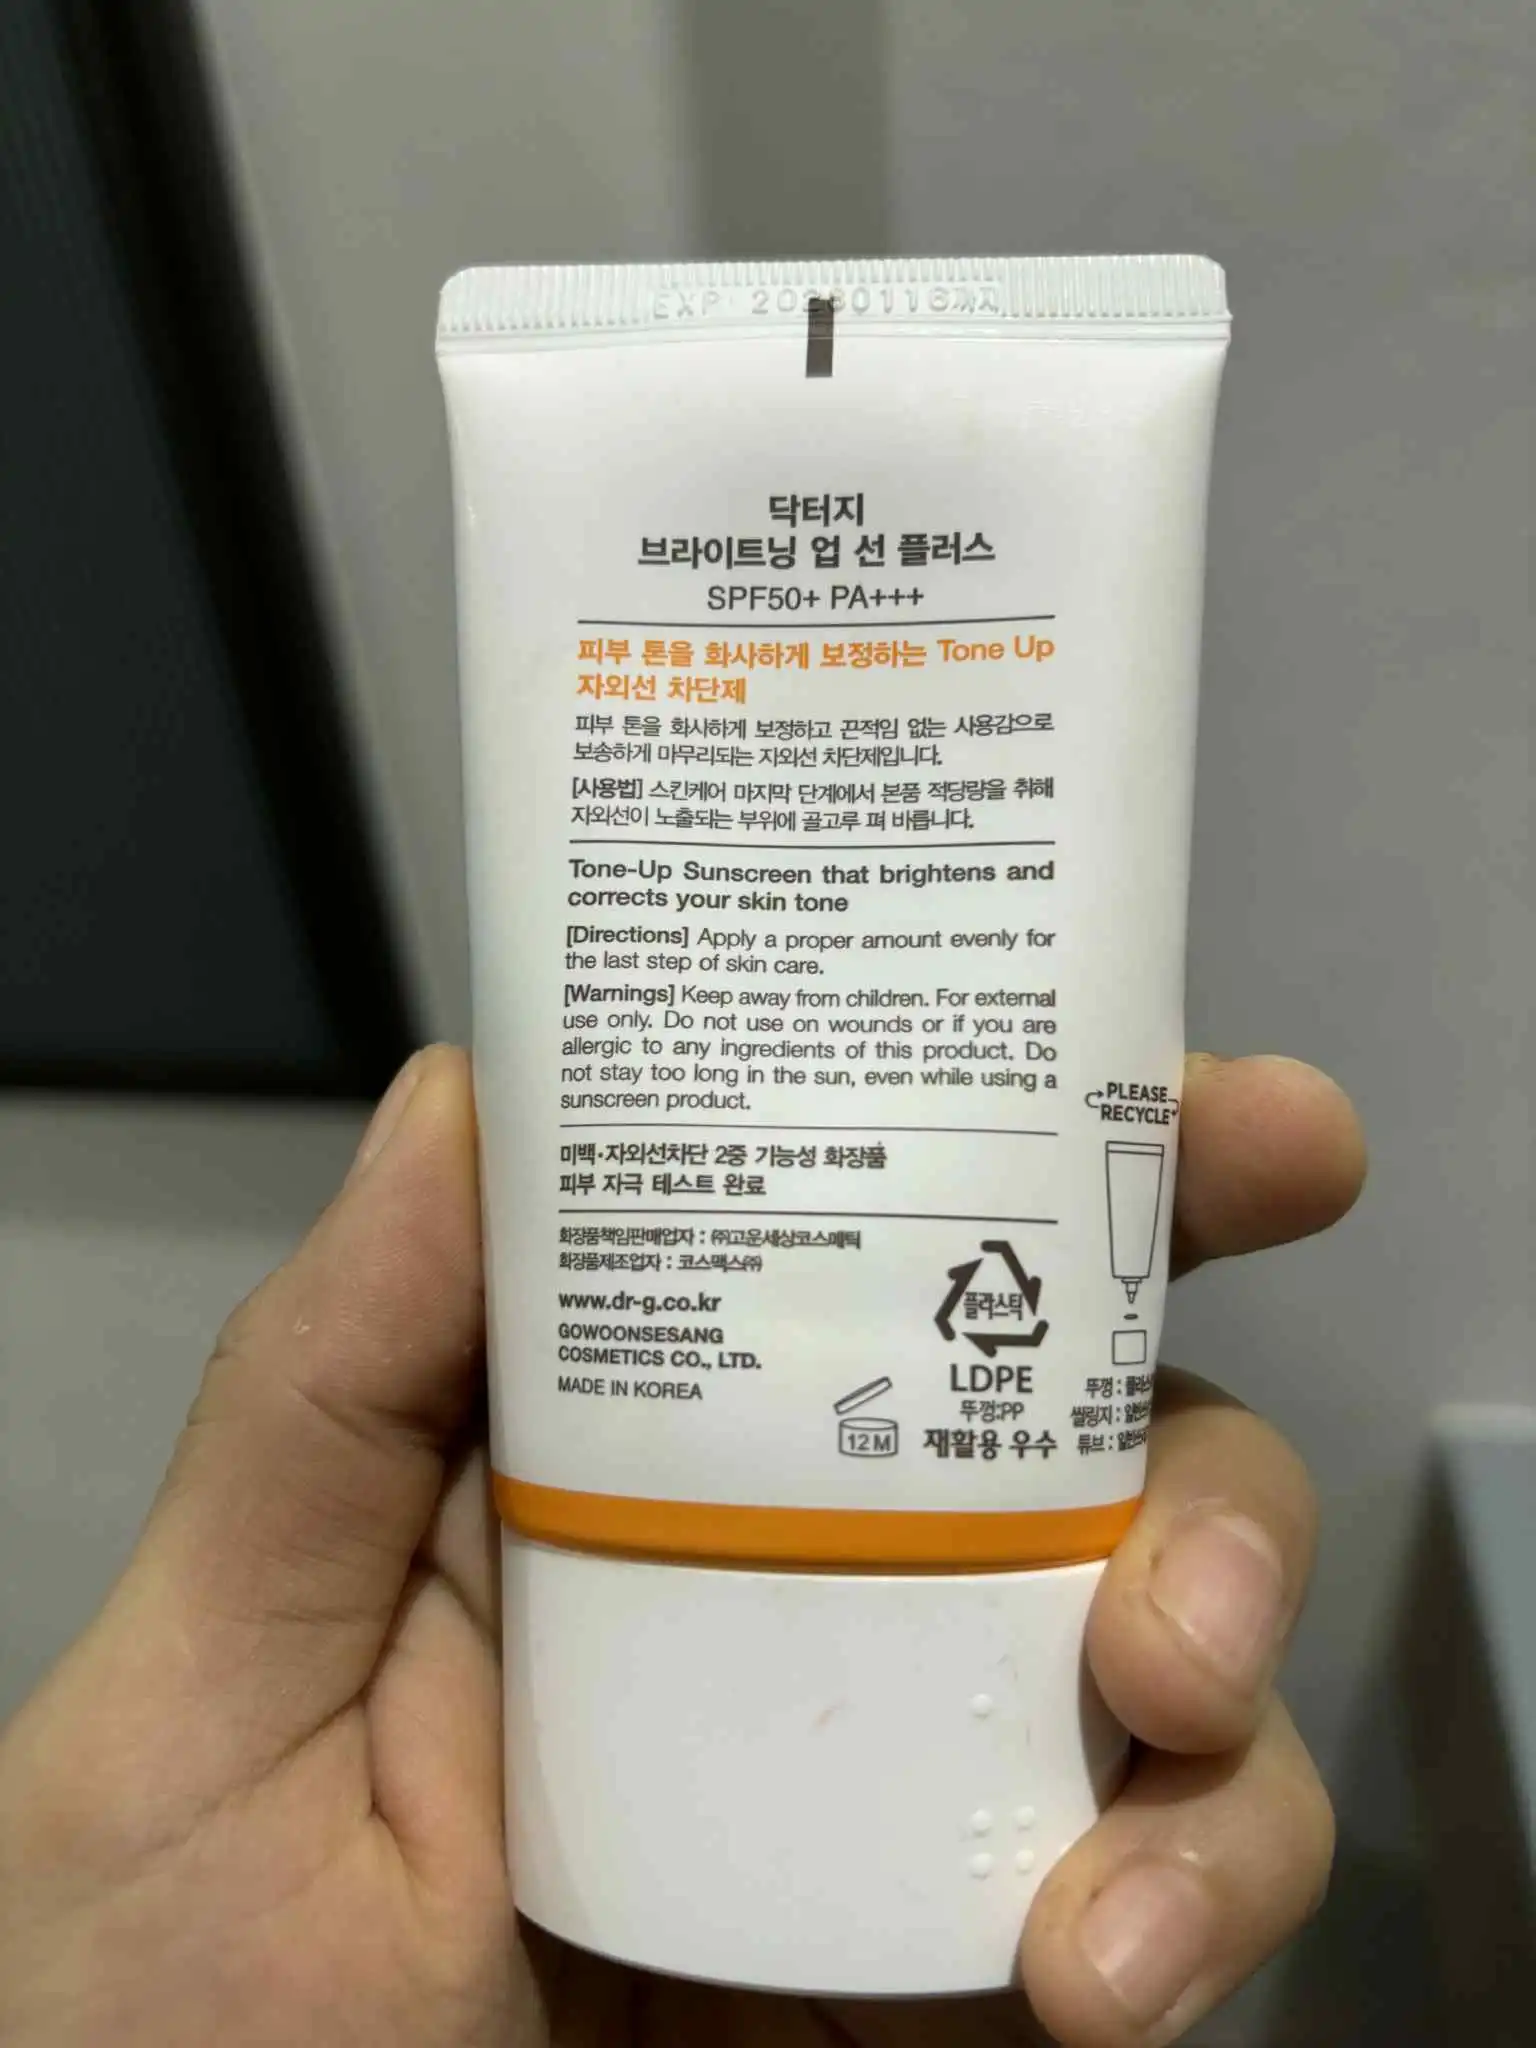 닥터지
브라이트닝 업 선 플러스
SPF50+ PA+++
피부 톤을 화사하게 보정하는 Tone Up
자외선 차단제
피부 톤을 화사하게 보정하고 끈적임 없는 사용감으로
보송하게 마무리되는 자외선 차단제입니다.
[사용법] 스킨케어 마지막 단계에서 본품 적당량을 취해
자외선이 노출되는 부위에 골고루 펴 바릅니다.
Tone-Up Sunscreen that brightens and
corrects your skin tone
[Directions] Apply a proper amount evenly for
the last step of skin care.
[Warnings] Keep away from children. For external
use only. Do not use on wounds or if you are
allergic to any ingredients of this product. Do
not stay too long in the sun, even while using a
sunscreen product.
미백·자외선차단 2중 기능성 화장품
피부 자극 테스트 완료
화장품책임판매업자 : ㈜고운세상코스메틱
화장품제조업자 : 코스맥스㈜
www.dr-g.co.kr
GOWOONSESANG
COSMETICS CO., LTD.
MADE IN KOREA
12M
플라스틱
LDPE
뚜껑:PP
재활용 우수
PLEASE
RECYCLE
뚜껑 :
씰링지 :
튜브 :